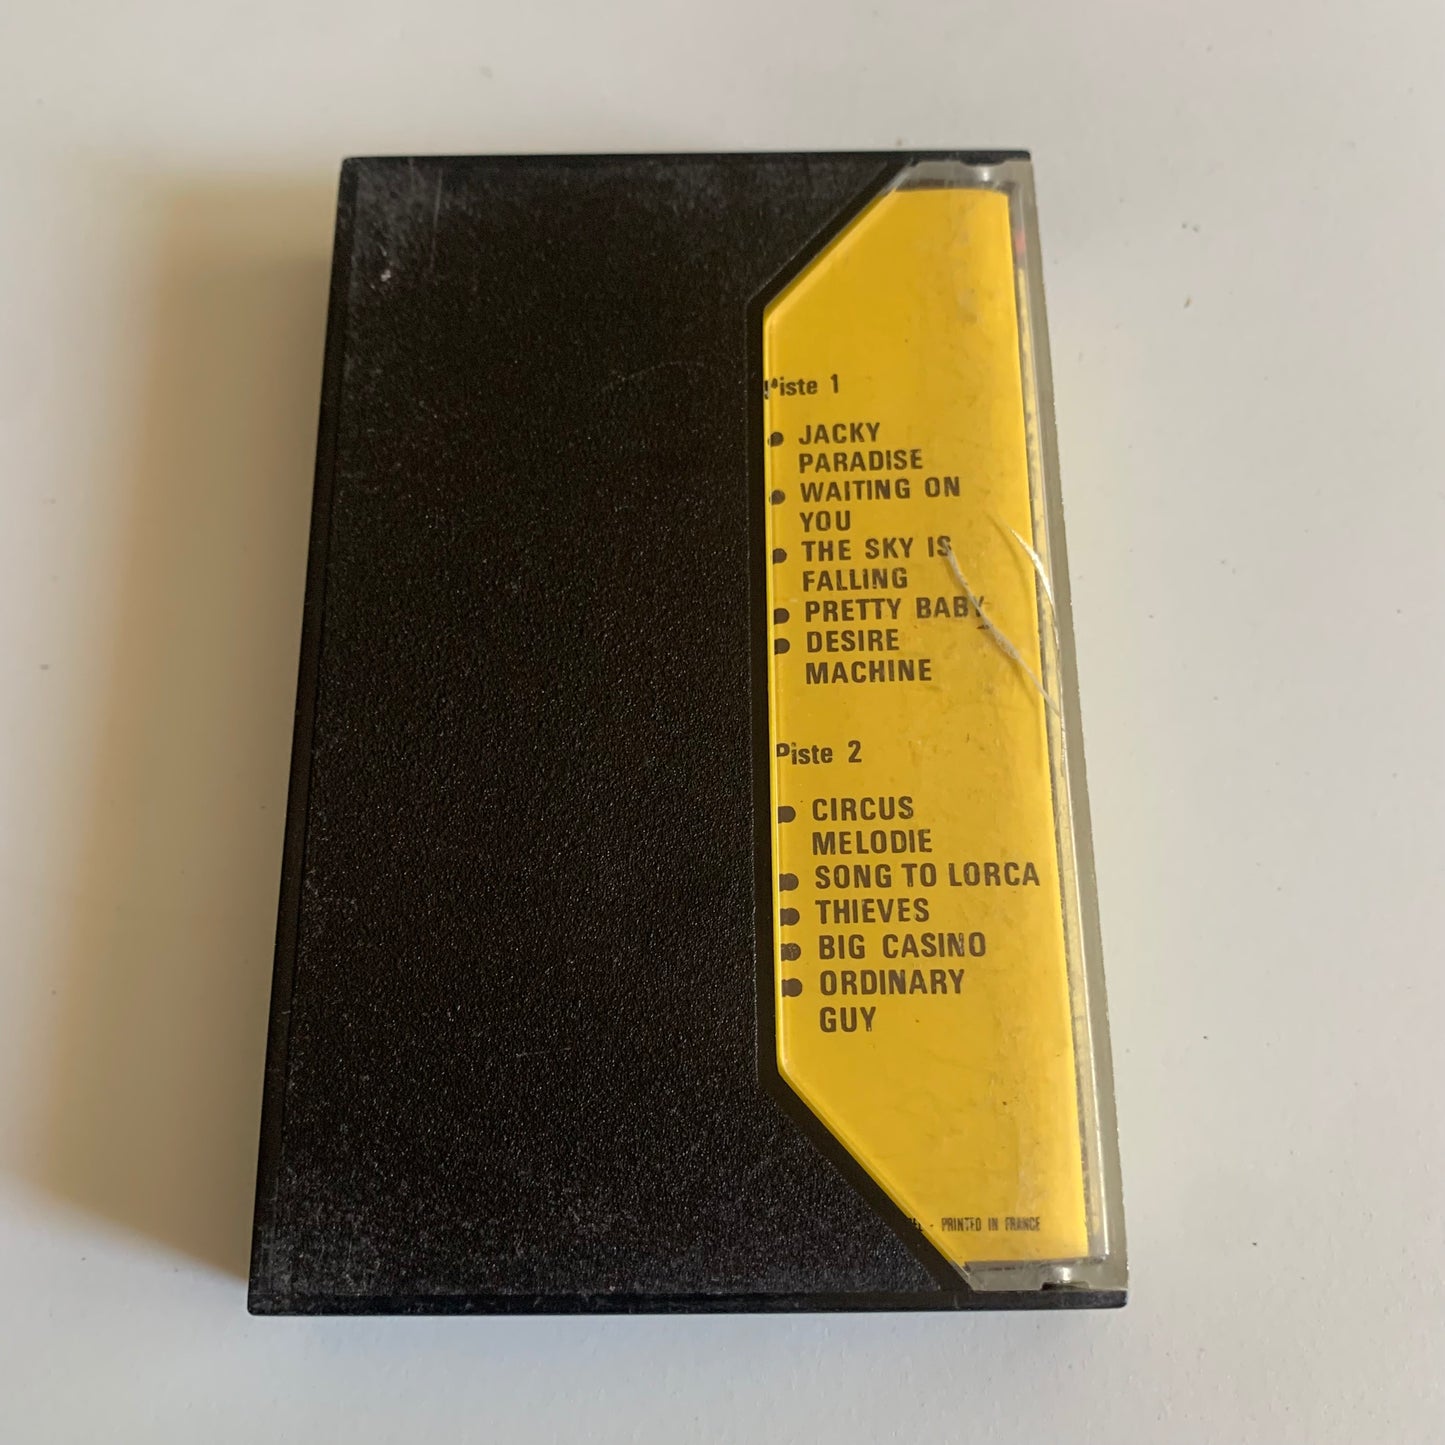 Piste 1
JACKY
PARADISE
WAITING ON
YOU
THE SKY IS
FALLING
PRETTY BABY
DESIRE
MACHINE
Piste 2
CIRCUS
MELODIE
SONG TO LORCA
THIEVES
BIG CASINO
ORDINARY
GUY
- PRINTED IN FRANCE